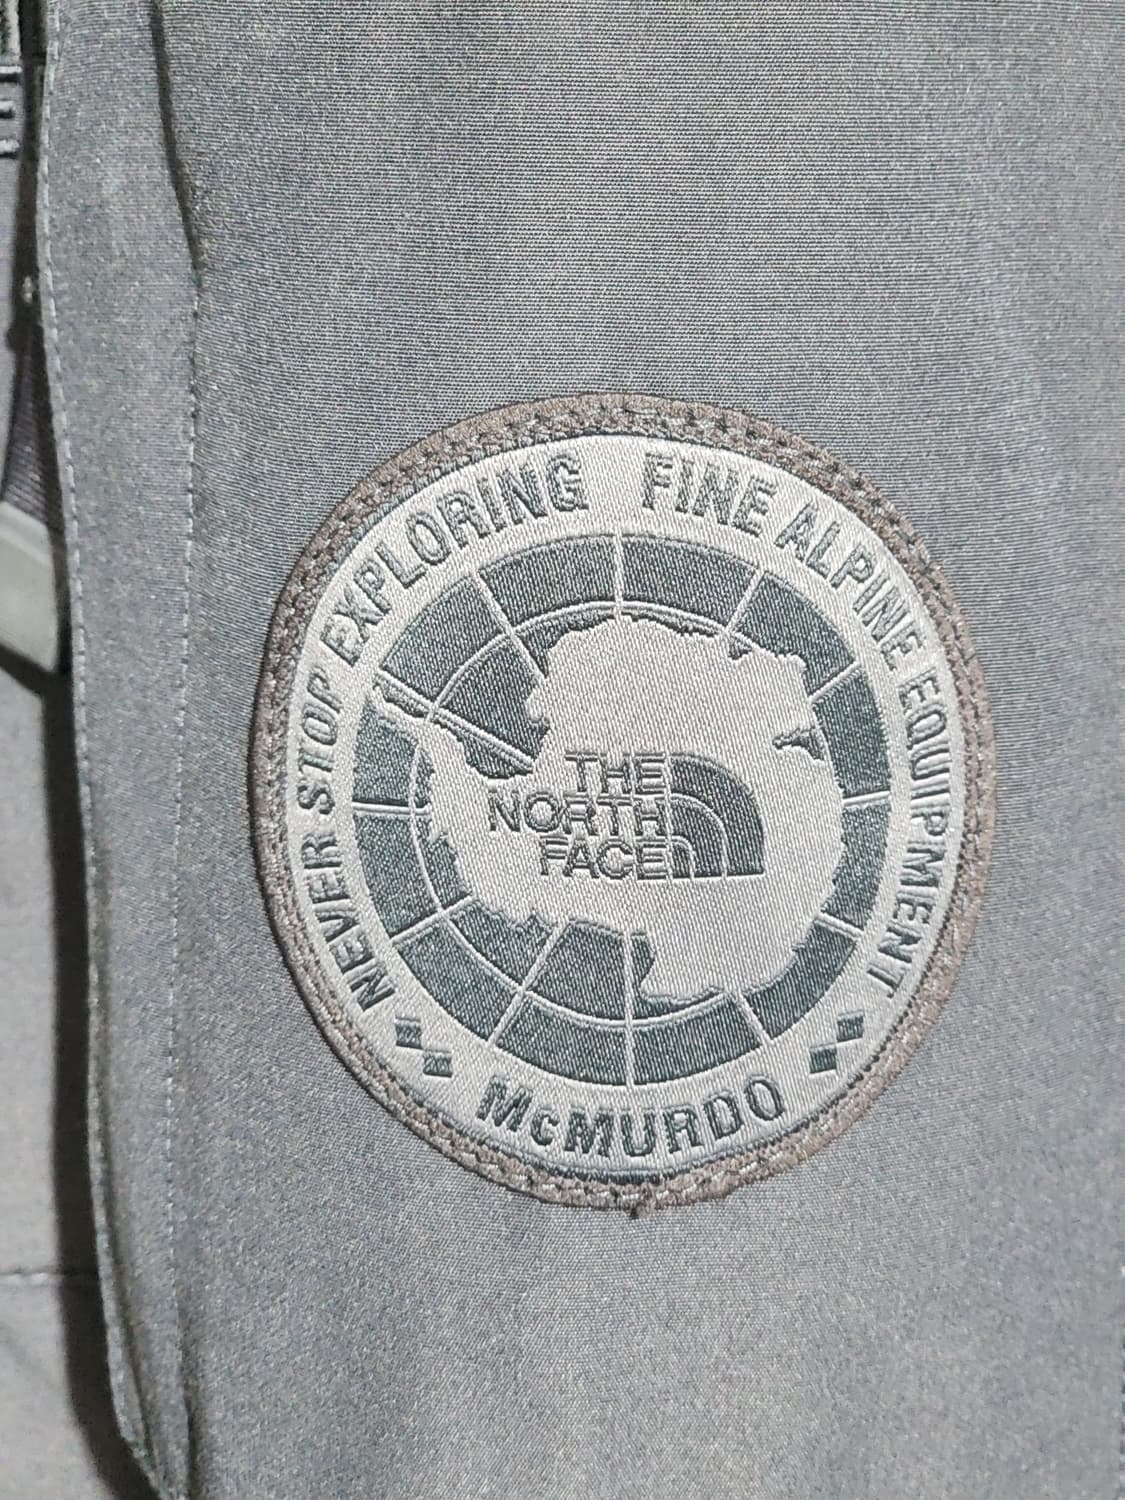 NEVER STOP EXPLORING
FINE ALPINE EQUIPMENT
THE
NORTH
FACE
McMURDO